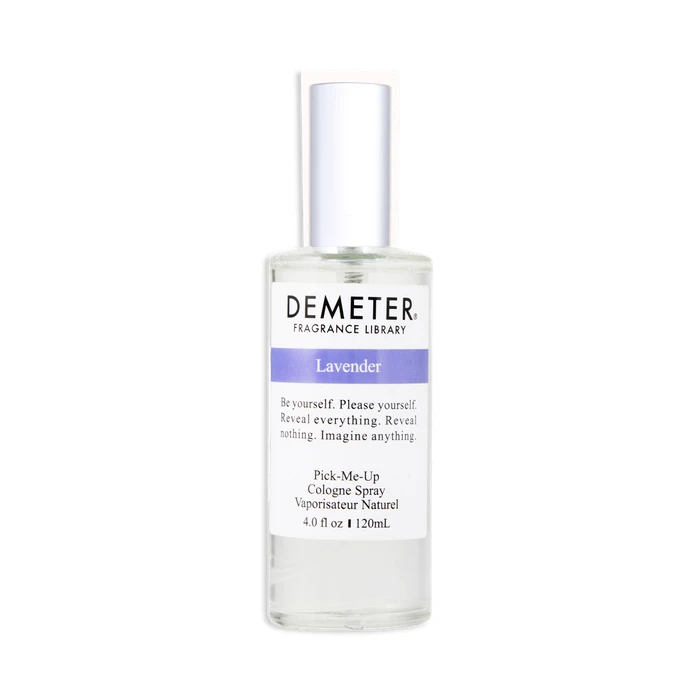 DEMETER®
FRAGRANCE LIBRARY
Lavender
Be yourself. Please yourself.
Reveal everything. Reveal
nothing. Imagine anything.
Pick-Me-Up
Cologne Spray
Vaporisateur Naturel
4.0 fl oz I 120mL